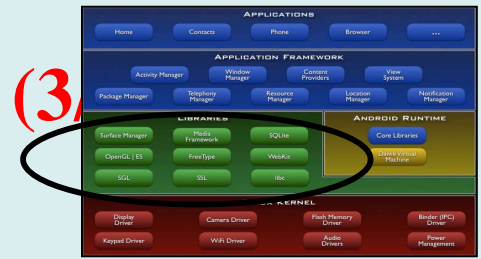 APPLICATIONS
Home Contacts Phone Browser ...
APPLICATION FRAMEWORK
Activity Manager Window Manager Content Providers View System
Package Manager Telephony Manager Resource Manager Location Manager Notification Manager
(3/
LIBRARIES ANDROID RUNTIME
Surface Manager Media Framework SQLite Core Libraries
OpenGL | ES FreeType WebKit Dalvik Virtual Machine
SGL SSL libc
KERNEL
Display Driver Camera Driver Flash Memory Driver Binder (IPC) Driver
Keypad Driver WiFi Driver Audio Drivers Power Management